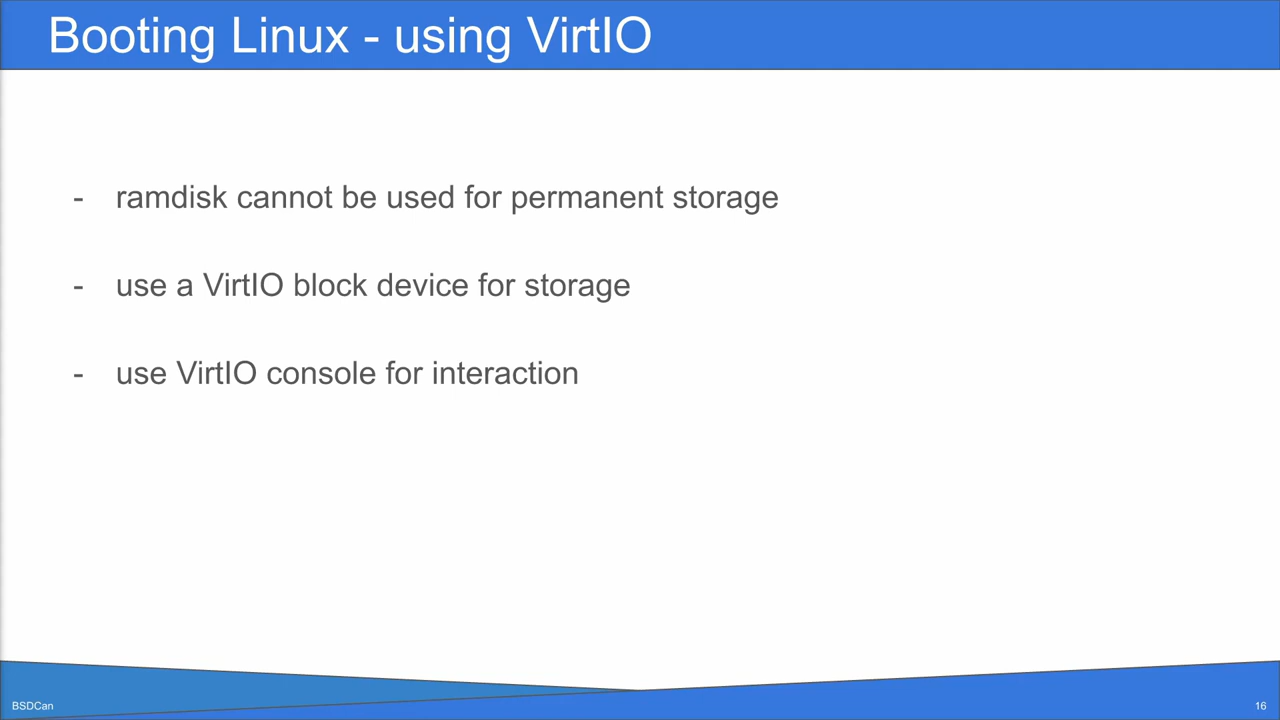 Booting Linux - using VirtIO
- ramdisk cannot be used for permanent storage
- use a VirtIO block device for storage
- use VirtIO console for interaction
BSDCan
16